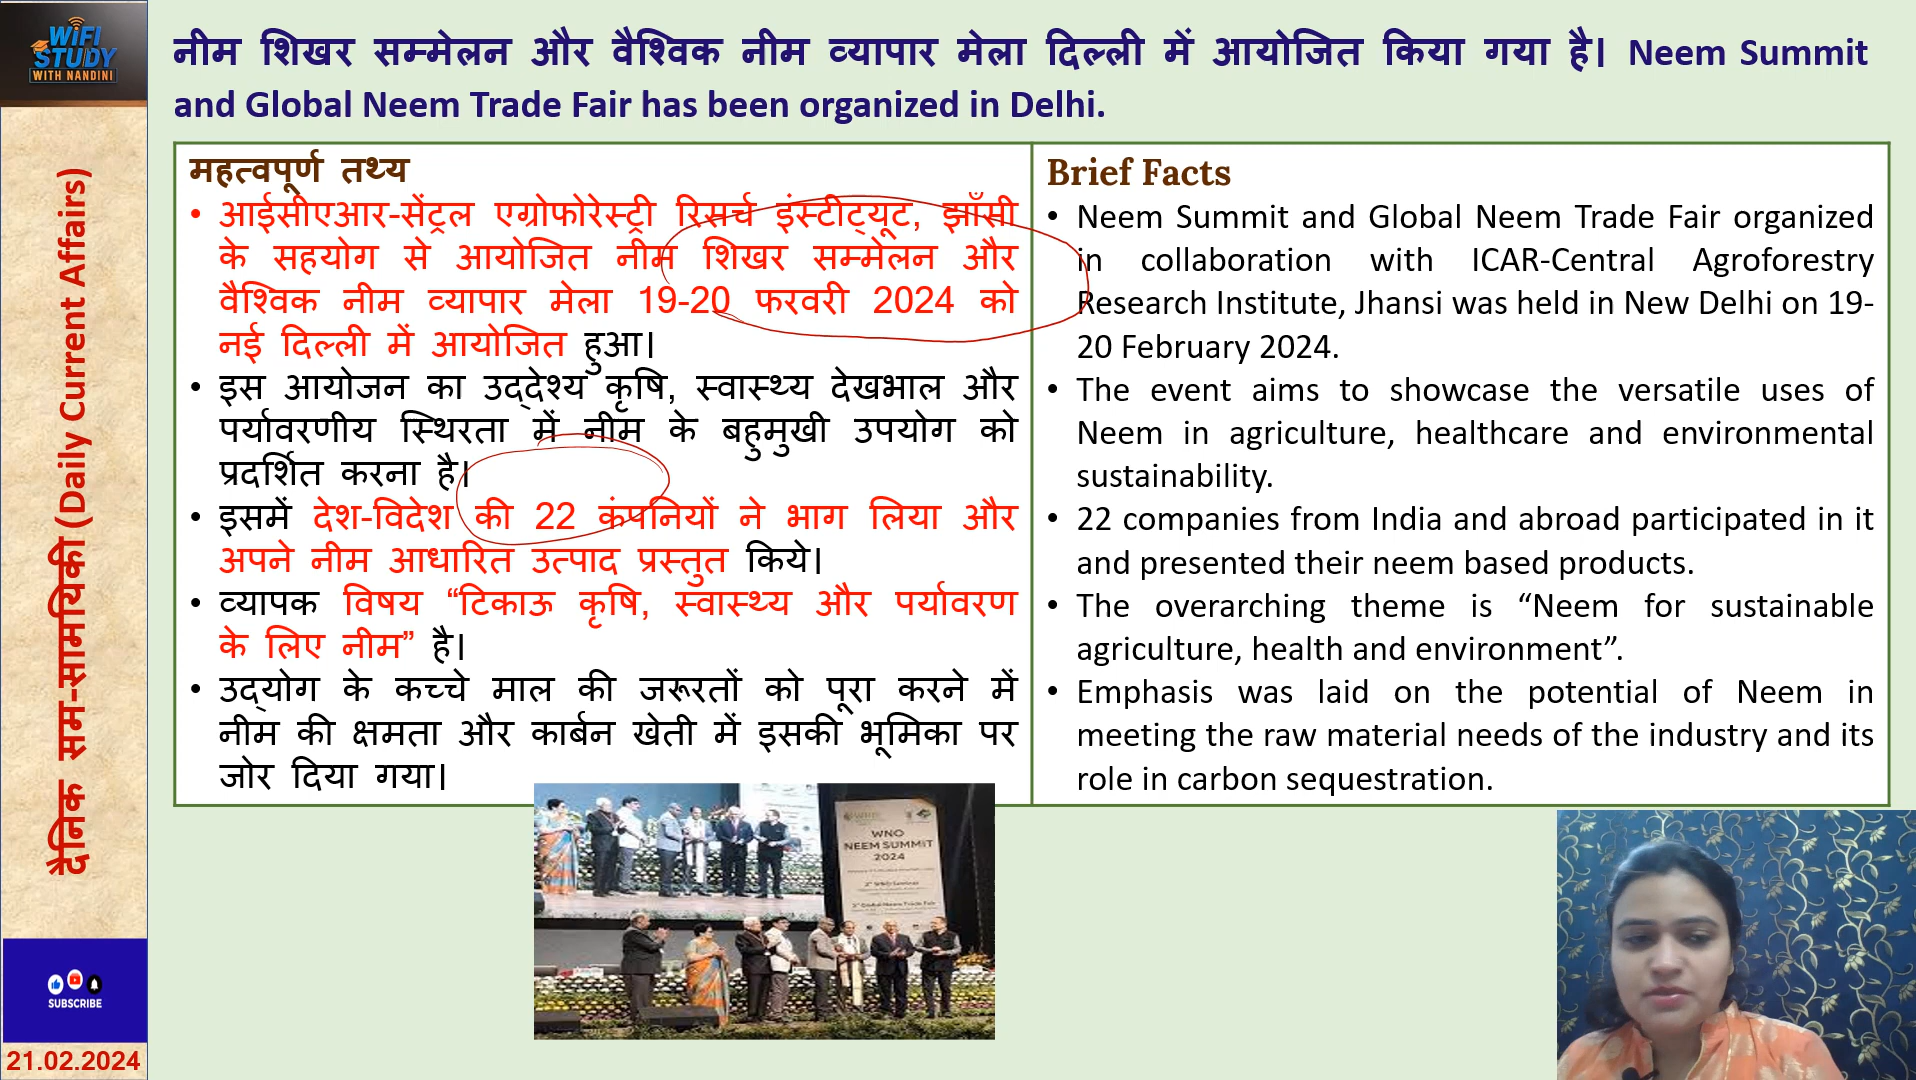 WiFi
STUDY
WITH NANDINI
दैनिक सम-सामयिकी (Daily Current Affairs)
SUBSCRIBE
21.02.2024
नीम शिखर सम्मेलन और वैश्विक नीम व्यापार मेला दिल्ली में आयोजित किया गया है। Neem Summit
and Global Neem Trade Fair has been organized in Delhi.
महत्वपूर्ण तथ्य
• आईसीएआर-सेंट्रल एग्रोफोरेस्ट्री रिसर्च इंस्टीट्यूट, झाँसी
के सहयोग से आयोजित नीम शिखर सम्मेलन और
वैश्विक नीम व्यापार मेला 19-20 फरवरी 2024 को
नई दिल्ली में आयोजित हुआ।
• इस आयोजन का उद्देश्य कृषि, स्वास्थ्य देखभाल और
पर्यावरणीय स्थिरता में नीम के बहुमुखी उपयोग को
प्रदर्शित करना है।
• इसमें देश-विदेश की 22 कंपनियों ने भाग लिया और
अपने नीम आधारित उत्पाद प्रस्तुत किये।
• व्यापक विषय “टिकाऊ कृषि, स्वास्थ्य और पर्यावरण
के लिए नीम” है।
• उद्योग के कच्चे माल की जरूरतों को पूरा करने में
नीम की क्षमता और कार्बन खेती में इसकी भूमिका पर
जोर दिया गया।
Brief Facts
• Neem Summit and Global Neem Trade Fair organized
in collaboration with ICAR-Central Agroforestry
Research Institute, Jhansi was held in New Delhi on 19-
20 February 2024.
• The event aims to showcase the versatile uses of
Neem in agriculture, healthcare and environmental
sustainability.
• 22 companies from India and abroad participated in it
and presented their neem based products.
• The overarching theme is “Neem for sustainable
agriculture, health and environment”.
• Emphasis was laid on the potential of Neem in
meeting the raw material needs of the industry and its
role in carbon sequestration.
WNO
NEEM SUMMIT
2024
Global Neem Trade Fair